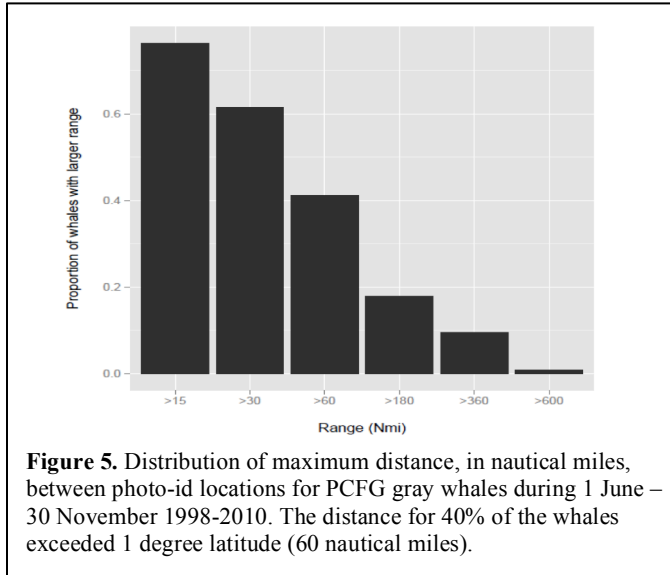 Proportion of whales with larger range
0.6
0.4
0.2
0.0
>15 >30 >60 >180 >360 >600
Range (Nmi)
Figure 5. Distribution of maximum distance, in nautical miles,
between photo-id locations for PCFG gray whales during 1 June –
30 November 1998-2010. The distance for 40% of the whales
exceeded 1 degree latitude (60 nautical miles).